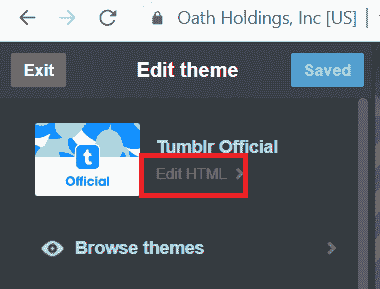 Oath Holdings, Inc [US]
Exit Edit theme Saved
Tumblr Official
t
Official
Edit HTML
Browse themes